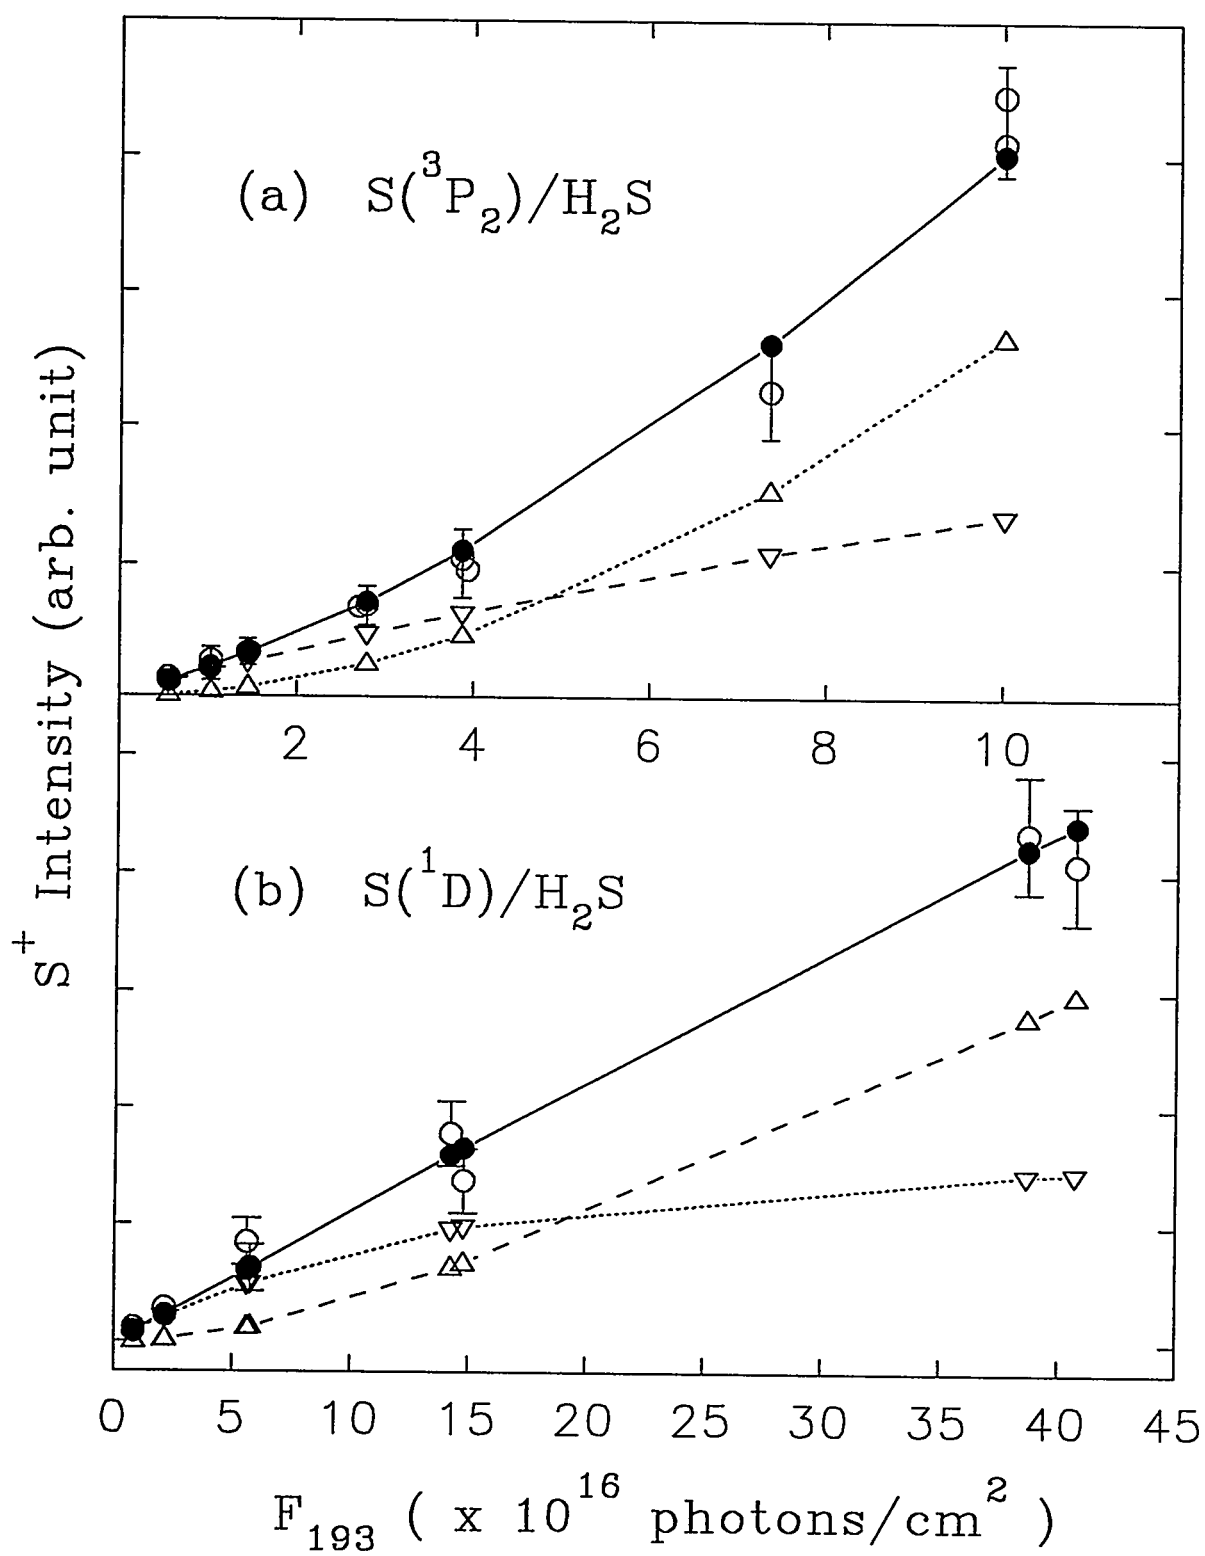 (a) S(³P₂)/H₂S
2 4 6 8 10
S⁺ Intensity (arb. unit)
(b) S(¹D)/H₂S
0 5 10 15 20 25 30 35 40 45
F₁₉₃ ( x 10¹⁶ photons/cm² )